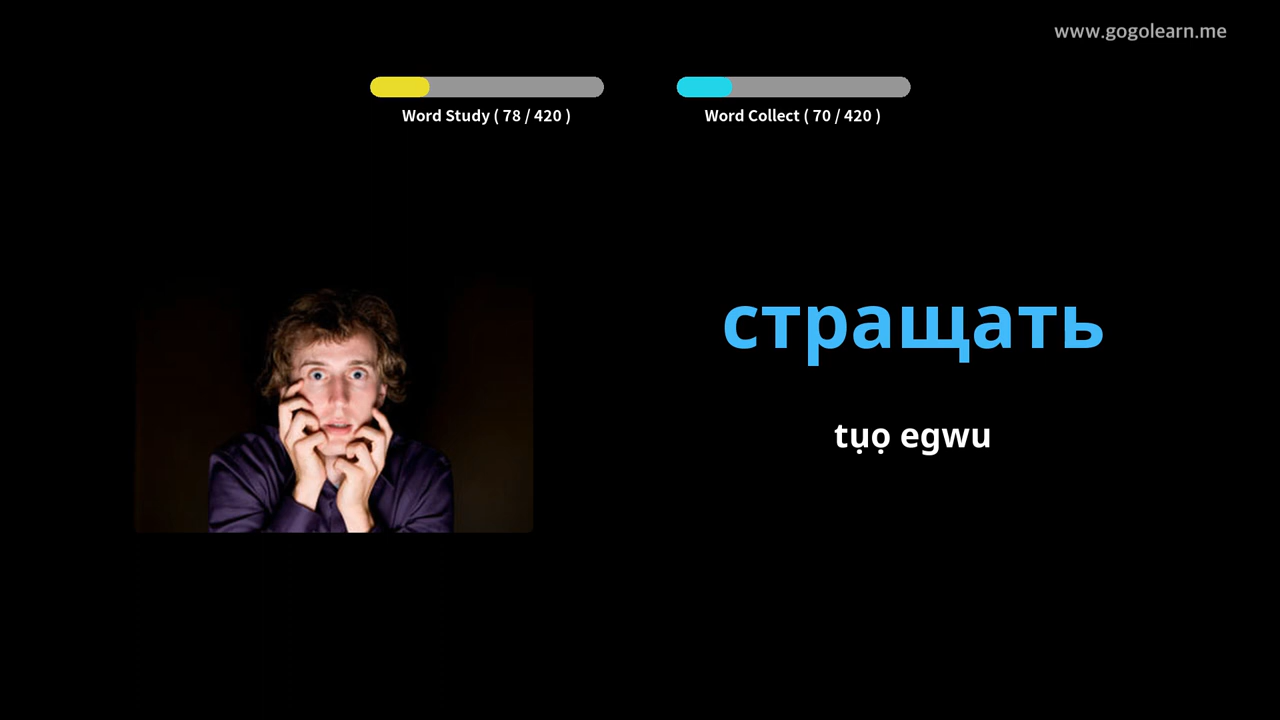 www.gogolearn.me
Word Study ( 78 / 420 )
Word Collect ( 70 / 420 )
стращать
tụọ egwu